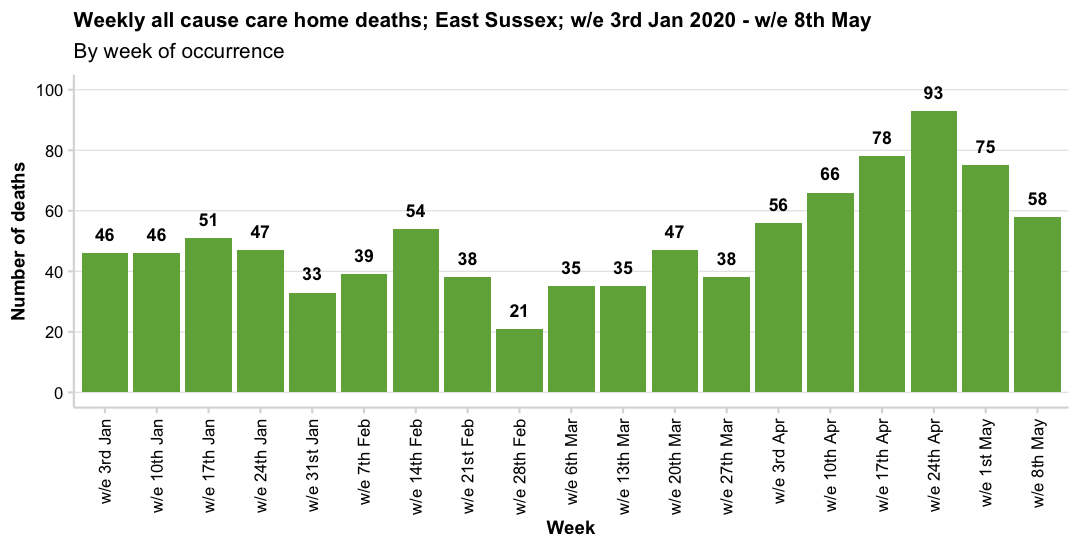 Weekly all cause care home deaths; East Sussex; w/e 3rd Jan 2020 - w/e 8th May
By week of occurrence
Number of deaths
100
80
60
40
20
0
46
46
51
47
33
39
54
38
21
35
35
47
38
56
66
78
93
75
58
w/e 3rd Jan
w/e 10th Jan
w/e 17th Jan
w/e 24th Jan
w/e 31st Jan
w/e 7th Feb
w/e 14th Feb
w/e 21st Feb
w/e 28th Feb
w/e 6th Mar
w/e 13th Mar
w/e 20th Mar
w/e 27th Mar
w/e 3rd Apr
w/e 10th Apr
w/e 17th Apr
w/e 24th Apr
w/e 1st May
w/e 8th May
Week